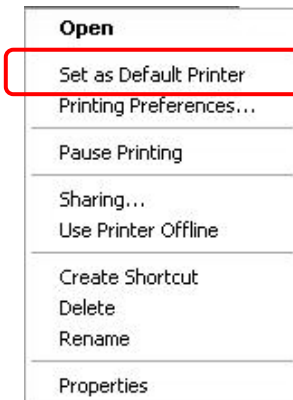 Open
Set as Default Printer
Printing Preferences...
Pause Printing
Sharing...
Use Printer Offline
Create Shortcut
Delete
Rename
Properties